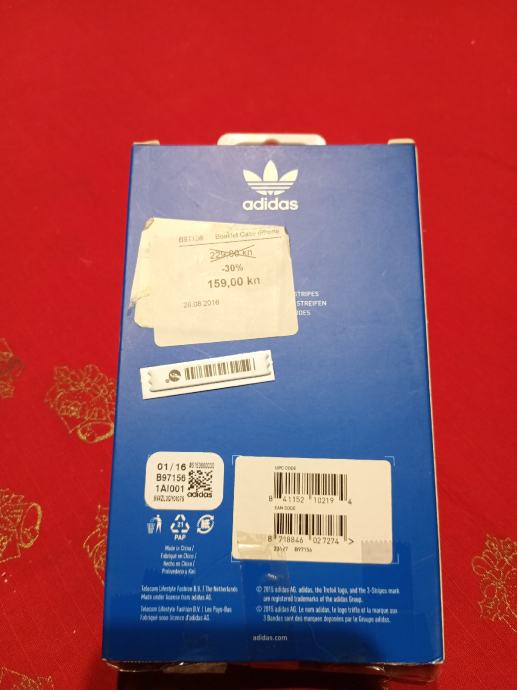 adidas
B97156 Booklet Case iPhone
229,00 kn
-30%
159,00 kn
26.08.2016
STRIPES
STREIFEN
DES
01/16
B97156
1AI001
adidas
UPC CODE
8 41152 10219 4
EAN CODE
8 718846 027274 >
B97156
21
PAP
Made in China /
Fabriqué en Chine /
Hecho en China /
Proizvedeno u Kini
Telecom Lifestyle Fashion B.V. / The Netherlands
Made under license from adidas AG.
Telecom Lifestyle Fashion B.V. / Les Pays-Bas
Fabriqué sous licence d'adidas AG.
© 2015 adidas AG. adidas, the Trefoil logo, and the 3-Stripes mark
are registered trademarks of the adidas Group.
© 2015 adidas AG. Le nom adidas, le logo trèfle et la marque aux
3 Bandes sont des marques déposées par le Groupe adidas.
adidas.com